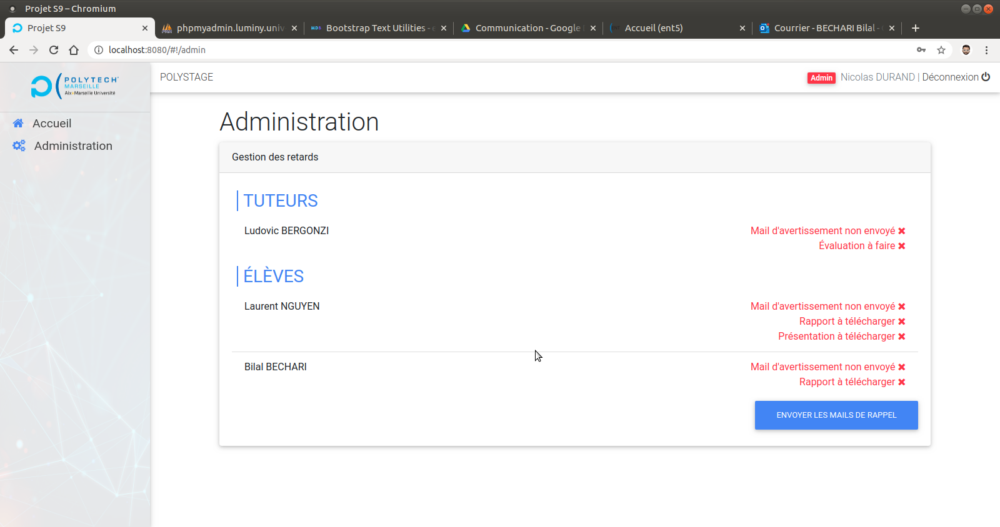 Projet S9 – Chromium
Projet S9
phpmyadmin.luminy.univ
Bootstrap Text Utilities -
Communication - Google
Accueil (ent5)
Courrier - BECHARI Bilal -
localhost:8080/#!/admin
POLYTECH
MARSEILLE
Aix*Marseille Université
POLYSTAGE
Admin Nicolas DURAND | Déconnexion
Accueil
Administration
Administration
Gestion des retards
TUTEURS
Ludovic BERGONZI
Mail d'avertissement non envoyé
Évaluation à faire
ÉLÈVES
Laurent NGUYEN
Mail d'avertissement non envoyé
Rapport à télécharger
Présentation à télécharger
Bilal BECHARI
Mail d'avertissement non envoyé
Rapport à télécharger
ENVOYER LES MAILS DE RAPPEL